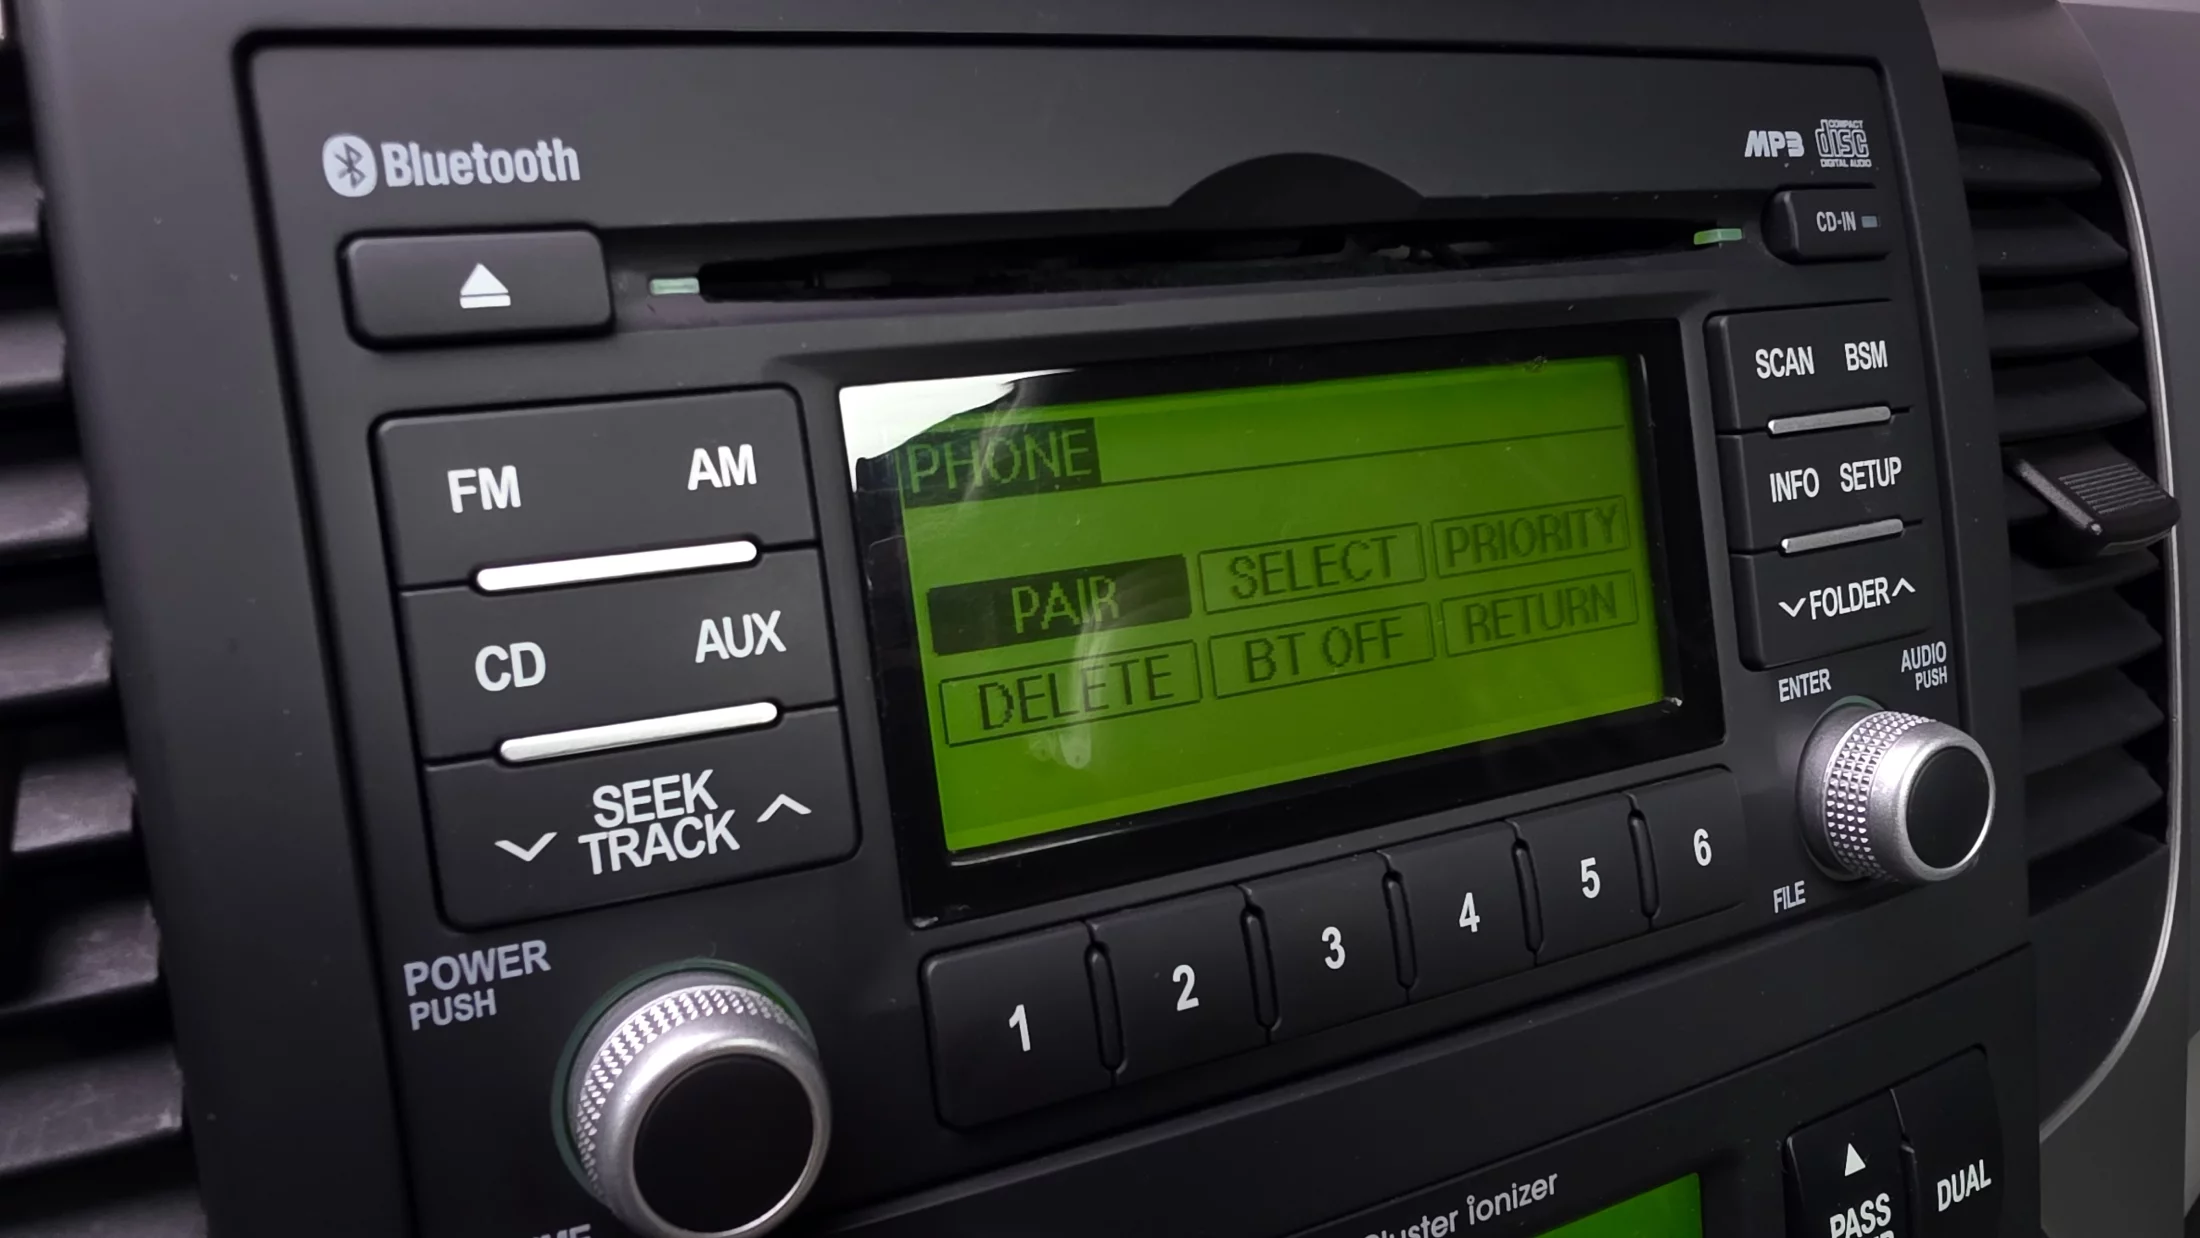 Bluetooth
MP3 COMPACT disc DIGITAL AUDIO
CD-IN
FM AM
CD AUX
SEEK
TRACK
POWER
PUSH
PHONE
PAIR SELECT PRIORITY
DELETE BT OFF RETURN
SCAN BSM
INFO SETUP
FOLDER
ENTER
AUDIO
PUSH
FILE
1 2 3 4 5 6
ionizer
PASS
DUAL